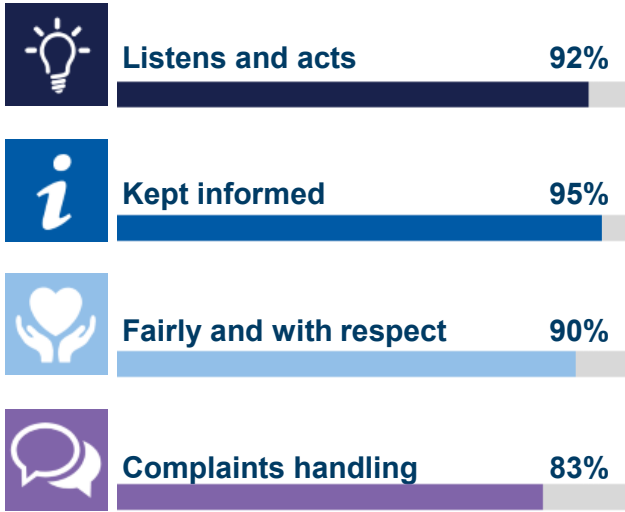 Listens and acts 92%
Kept informed 95%
Fairly and with respect 90%
Complaints handling 83%